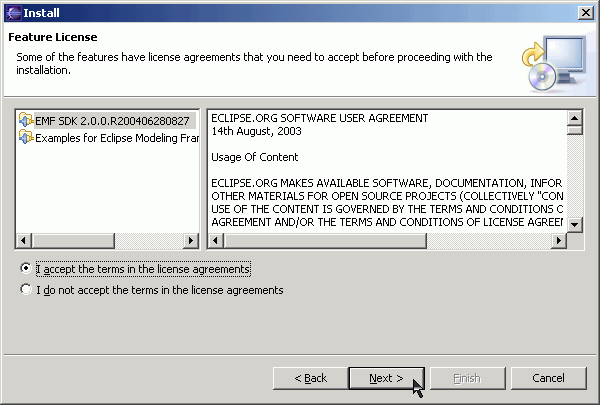 Install
Feature License
Some of the features have license agreements that you need to accept before proceeding with the
installation.
EMF SDK 2.0.0.R200406280827
Examples for Eclipse Modeling Frar
ECLIPSE.ORG SOFTWARE USER AGREEMENT
14th August, 2003
Usage Of Content
ECLIPSE.ORG MAKES AVAILABLE SOFTWARE, DOCUMENTATION, INFOR
OTHER MATERIALS FOR OPEN SOURCE PROJECTS (COLLECTIVELY "CON
USE OF THE CONTENT IS GOVERNED BY THE TERMS AND CONDITIONS O
AGREEMENT AND/OR THE TERMS AND CONDITIONS OF LICENSE AGREEM
I accept the terms in the license agreements
I do not accept the terms in the license agreements
< Back
Next >
Finish
Cancel